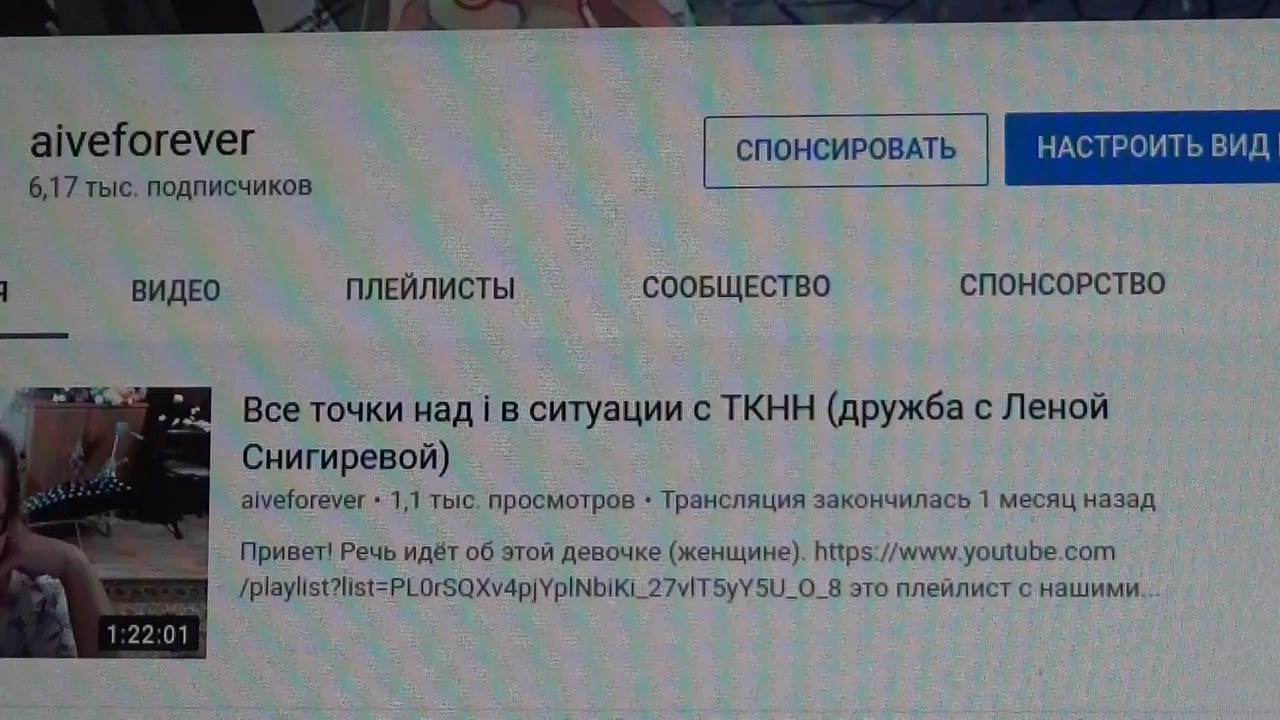 aiveforever
6,17 тыс. подписчиков
СПОНСИРОВАТЬ
НАСТРОИТЬ ВИД
Я
ВИДЕО
ПЛЕЙЛИСТЫ
СООБЩЕСТВО
СПОНСОРСТВО
Все точки над i в ситуации с ТКНН (дружба с Леной
Снигиревой)
aiveforever • 1,1 тыс. просмотров • Трансляция закончилась 1 месяц назад
Привет! Речь идёт об этой девочке (женщине). https://www.youtube.com
/playlist?list=PL0rSQXv4pjYplNbiKi_27vlT5yY5U_O_8 это плейлист с нашими...
1:22:01